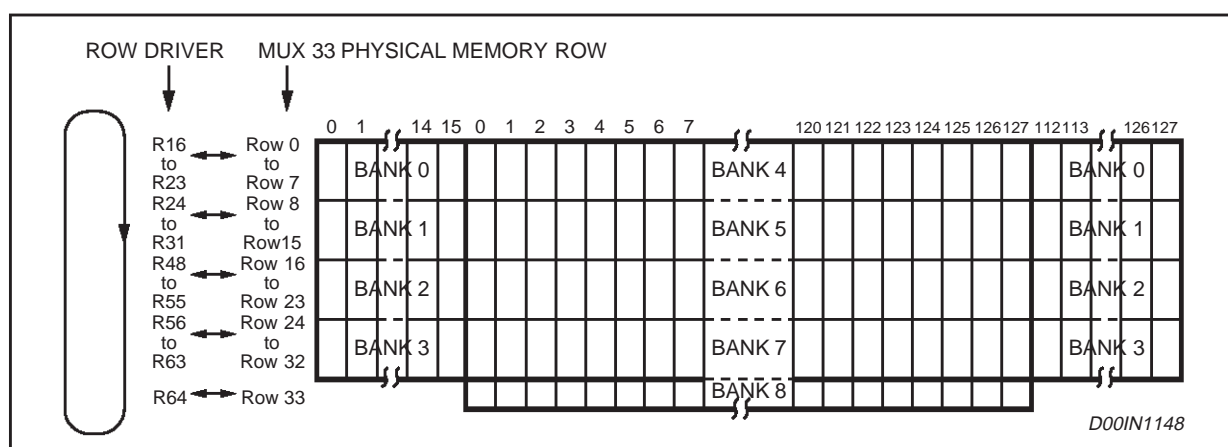 ROW DRIVER MUX 33 PHYSICAL MEMORY ROW
0 1 14 15 0 1 2 3 4 5 6 7 120 121 122 123 124 125 126 127 112 113 126 127
R16 Row 0
to to
R23 Row 7
BANK 0 BANK 4 BANK 0
R24 Row 8
to to
R31 Row15
BANK 1 BANK 5 BANK 1
R48 Row 16
to to
R55 Row 23
BANK 2 BANK 6 BANK 2
R56 Row 24
to to
R63 Row 32
BANK 3 BANK 7 BANK 3
R64 Row 33
BANK 8
D00IN1148